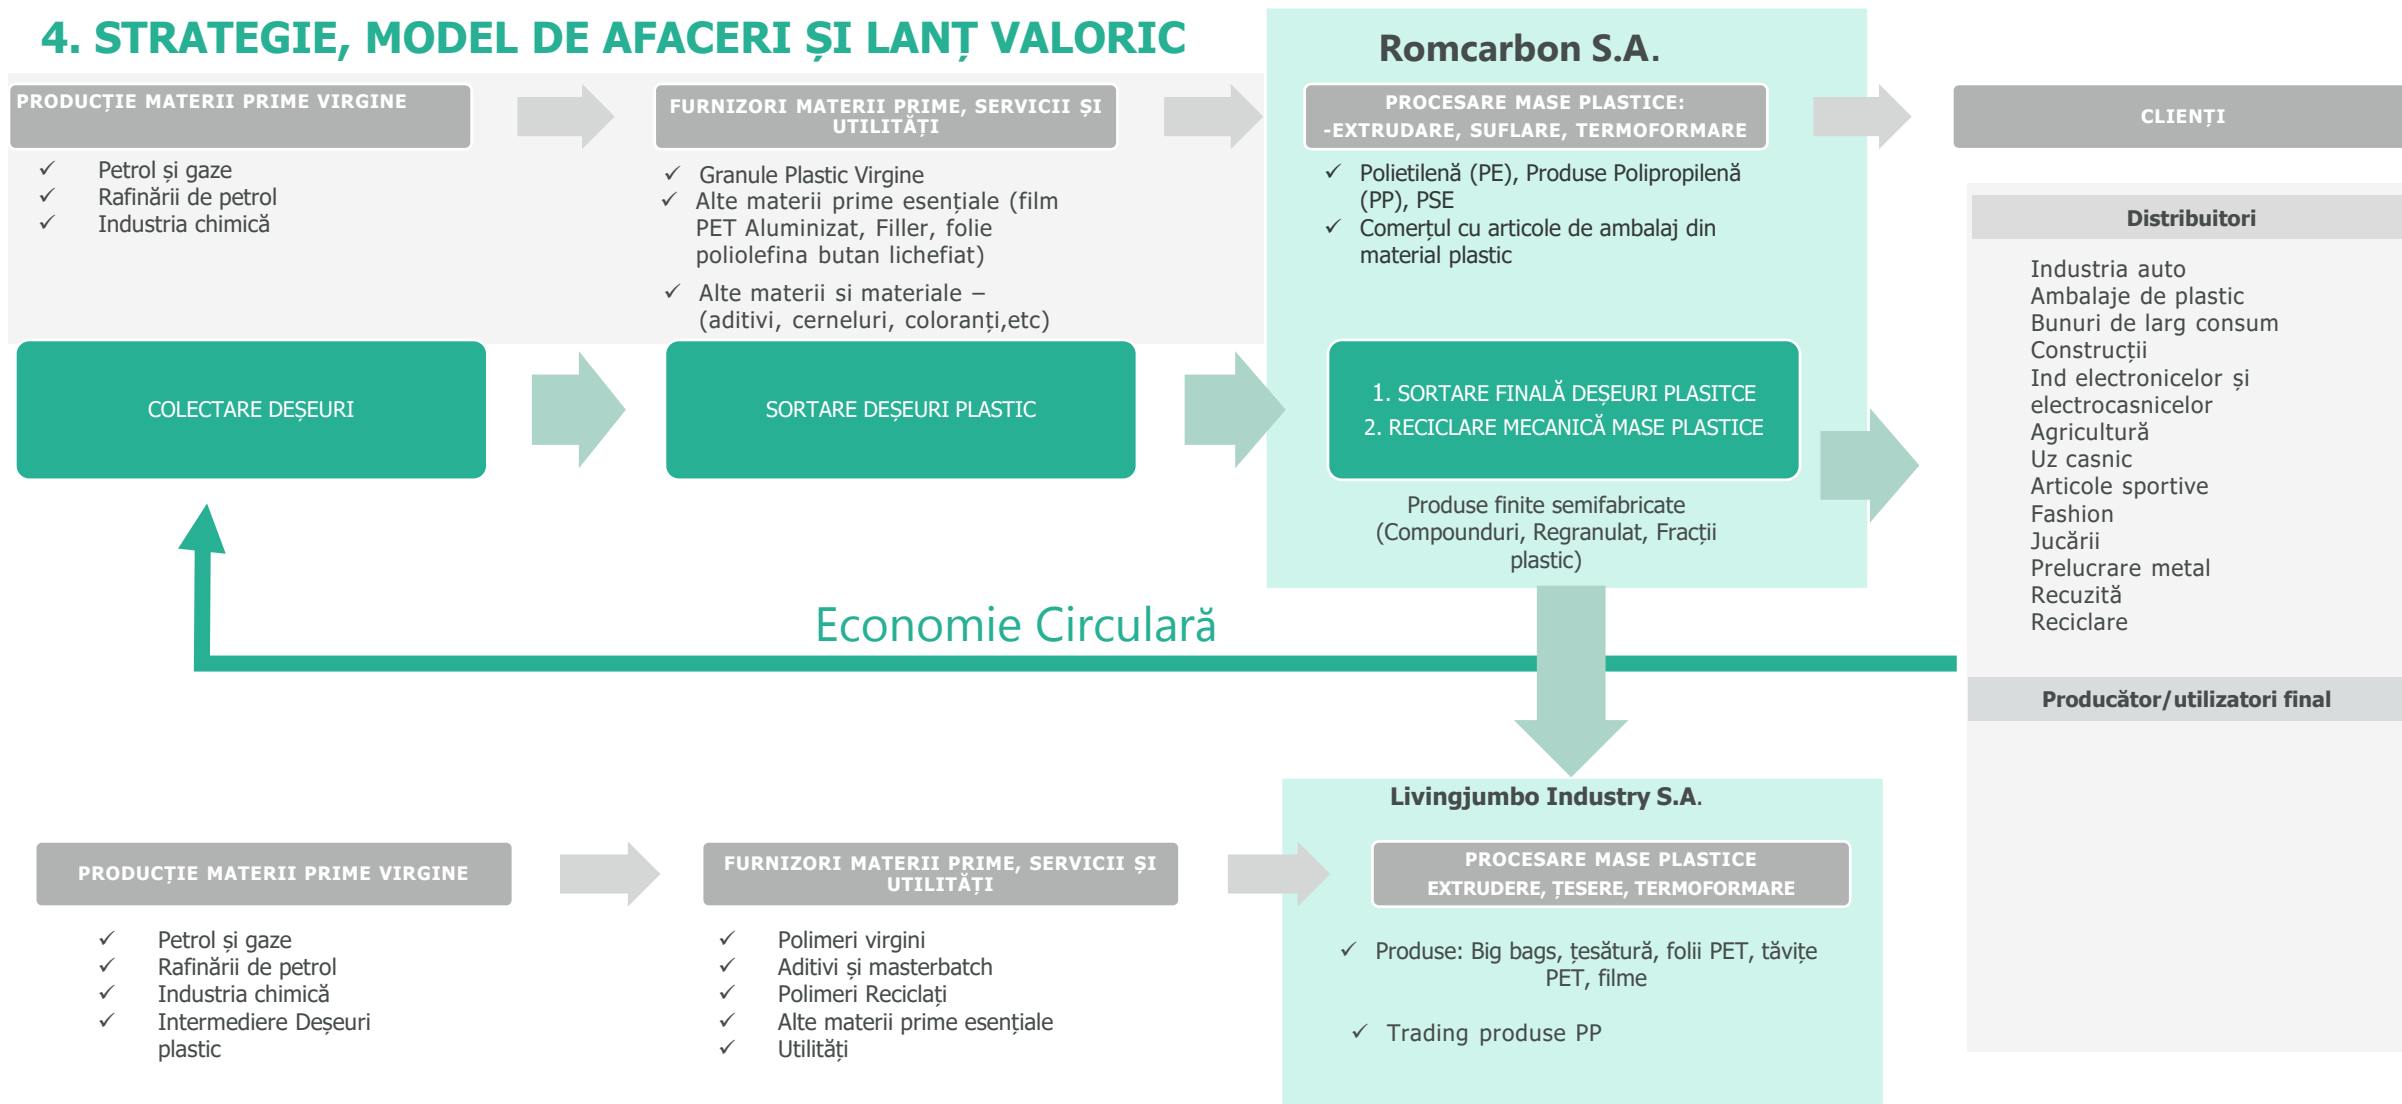 4. STRATEGIE, MODEL DE AFACERI ȘI LANȚ VALORIC
Romcarbon S.A.
PRODUCȚIE MATERII PRIME VIRGINE
✓ Petrol și gaze
✓ Rafinării de petrol
✓ Industria chimică
FURNIZORI MATERII PRIME, SERVICII ȘI
UTILITĂȚI
✓ Granule Plastic Virgine
✓ Alte materii prime esențiale (film
PET Aluminizat, Filler, folie
poliolefina butan lichefiat)
✓ Alte materii si materiale –
(aditivi, cerneluri, coloranți,etc)
PROCESARE MASE PLASTICE:
-EXTRUDARE, SUFLARE, TERMOFORMARE
✓ Polietilenă (PE), Produse Polipropilenă
(PP), PSE
✓ Comerțul cu articole de ambalaj din
material plastic
CLIENȚI
Distribuitori
Industria auto
Ambalaje de plastic
Bunuri de larg consum
Construcții
Ind electronicelor și
electrocasnicelor
Agricultură
Uz casnic
Articole sportive
Fashion
Jucării
Prelucrare metal
Recuzită
Reciclare
Producător/utilizatori final
COLECTARE DEȘEURI
SORTARE DEȘEURI PLASTIC
1. SORTARE FINALĂ DEȘEURI PLASITCE
2. RECICLARE MECANICĂ MASE PLASTICE
Produse finite semifabricate
(Compounduri, Regranulat, Fracții
plastic)
Economie Circulară
Livingjumbo Industry S.A.
PRODUCȚIE MATERII PRIME VIRGINE
✓ Petrol și gaze
✓ Rafinării de petrol
✓ Industria chimică
✓ Intermediere Deșeuri
plastic
FURNIZORI MATERII PRIME, SERVICII ȘI
UTILITĂȚI
✓ Polimeri virgini
✓ Aditivi și masterbatch
✓ Polimeri Reciclați
✓ Alte materii prime esențiale
✓ Utilități
PROCESARE MASE PLASTICE
EXTRUDERE, ȚESERE, TERMOFORMARE
✓ Produse: Big bags, țesătură, folii PET, tăvițe
PET, filme
✓ Trading produse PP